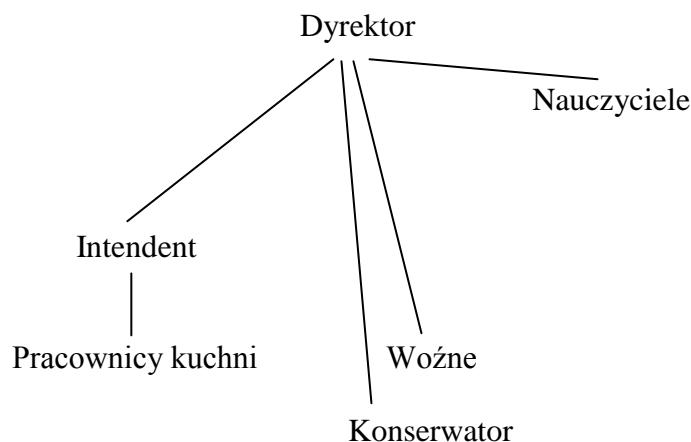 Dyrektor
Nauczyciele
Intendent
Pracownicy kuchni
Woźne
Konserwator